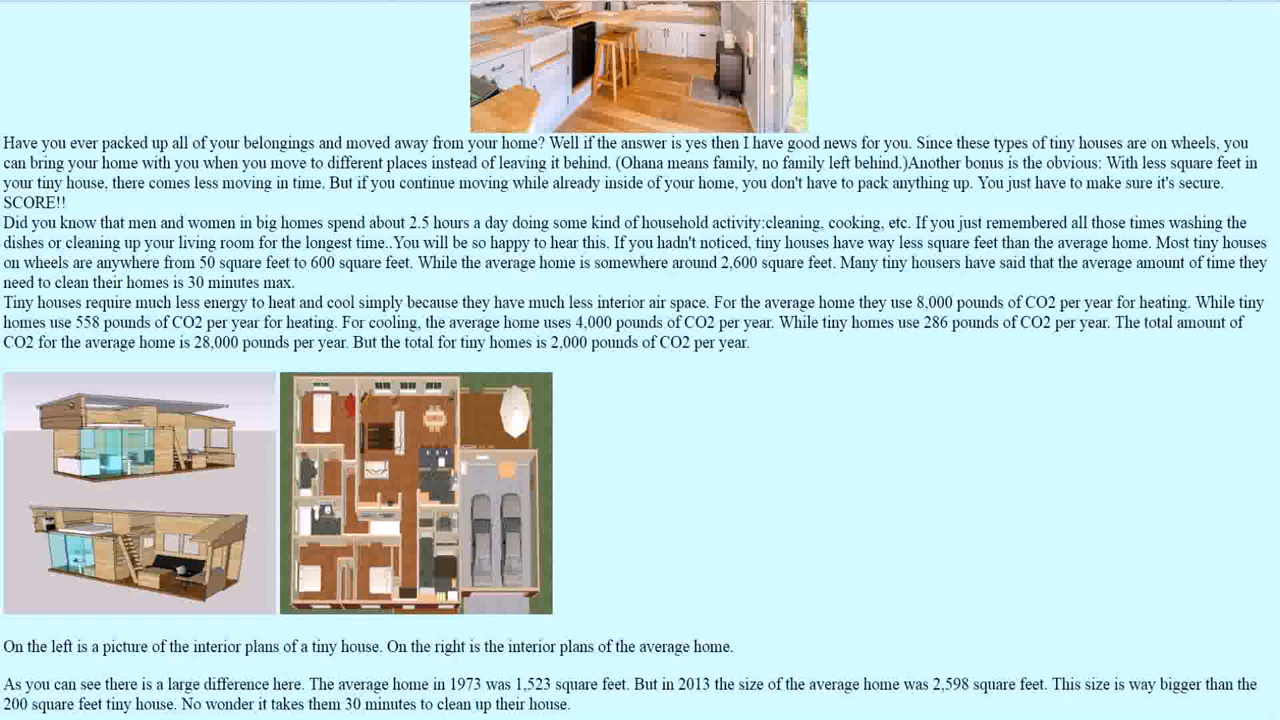 Have you ever packed up all of your belongings and moved away from your home? Well if the answer is yes then I have good news for you. Since these types of tiny houses are on wheels, you
can bring your home with you when you move to different places instead of leaving it behind. (Ohana means family, no family left behind.)Another bonus is the obvious: With less square feet in
your tiny house, there comes less moving in time. But if you continue moving while already inside of your home, you don't have to pack anything up. You just have to make sure it's secure.
SCORE!!
Did you know that men and women in big homes spend about 2.5 hours a day doing some kind of household activity:cleaning, cooking, etc. If you just remembered all those times washing the
dishes or cleaning up your living room for the longest time..You will be so happy to hear this. If you hadn't noticed, tiny houses have way less square feet than the average home. Most tiny houses
on wheels are anywhere from 50 square feet to 600 square feet. While the average home is somewhere around 2,600 square feet. Many tiny housers have said that the average amount of time they
need to clean their homes is 30 minutes max.
Tiny houses require much less energy to heat and cool simply because they have much less interior air space. For the average home they use 8,000 pounds of CO2 per year for heating. While tiny
homes use 558 pounds of CO2 per year for heating. For cooling, the average home uses 4,000 pounds of CO2 per year. While tiny homes use 286 pounds of CO2 per year. The total amount of
CO2 for the average home is 28,000 pounds per year. But the total for tiny homes is 2,000 pounds of CO2 per year.
On the left is a picture of the interior plans of a tiny house. On the right is the interior plans of the average home.
As you can see there is a large difference here. The average home in 1973 was 1,523 square feet. But in 2013 the size of the average home was 2,598 square feet. This size is way bigger than the
200 square feet tiny house. No wonder it takes them 30 minutes to clean up their house.